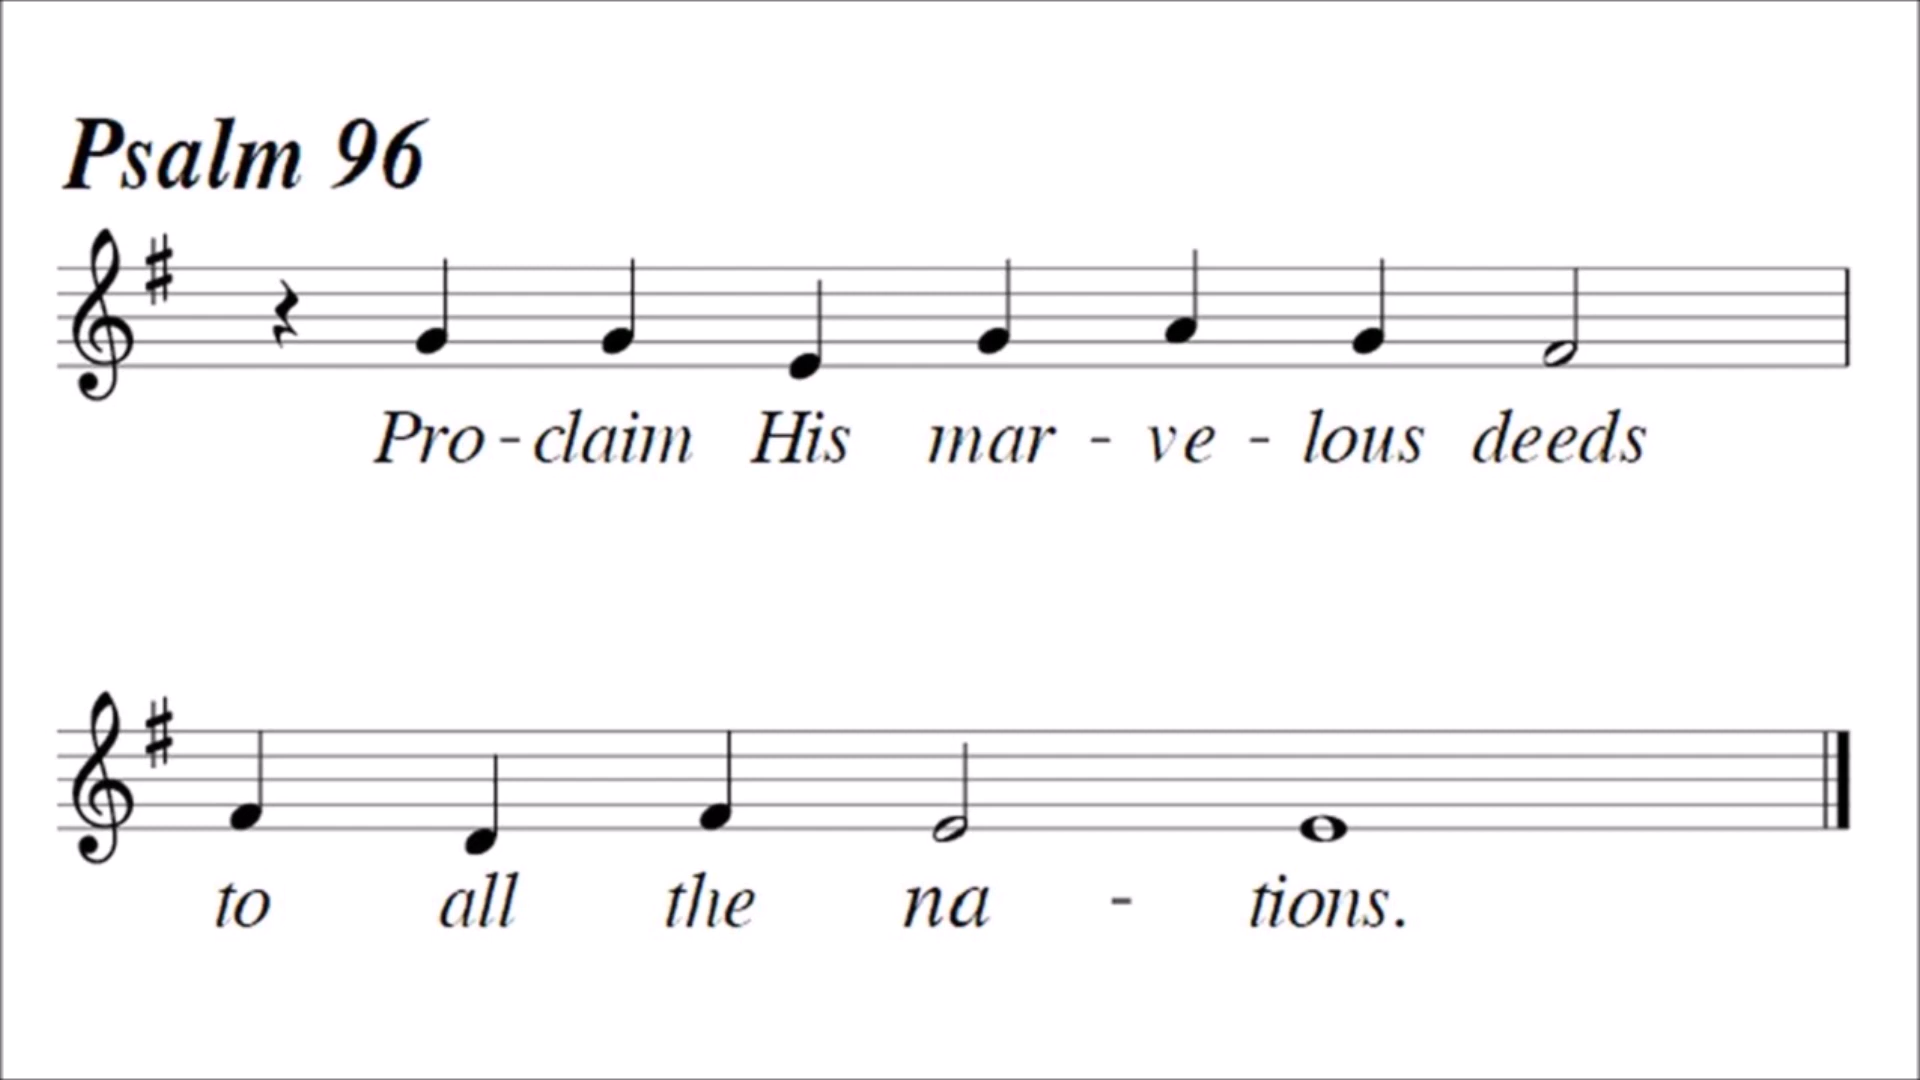 Psalm 96
Pro - claim His mar - ve - lous deeds
to all the na - tions.